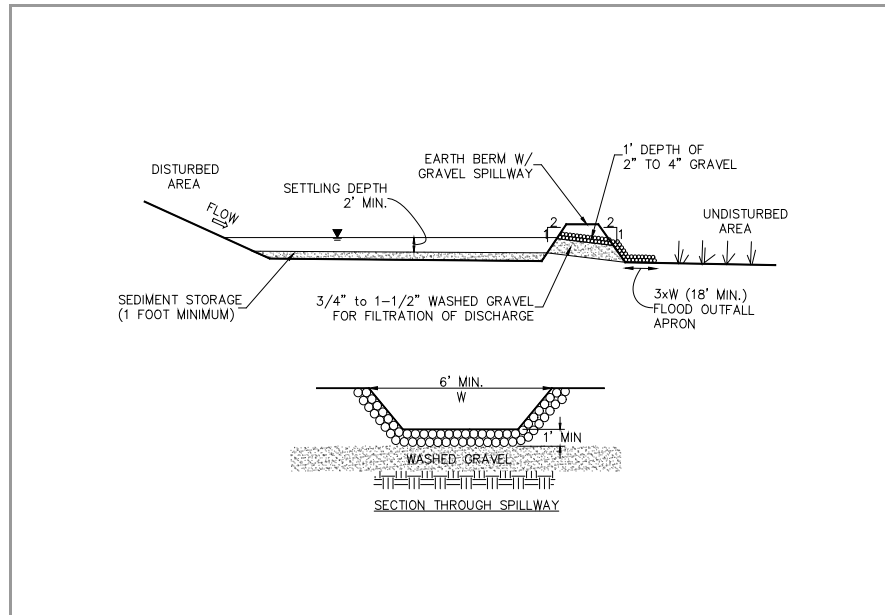 DISTURBED
AREA
FLOW
SETTLING DEPTH
2' MIN.
EARTH BERM W/
GRAVEL SPILLWAY
1' DEPTH OF
2" TO 4" GRAVEL
UNDISTURBED
AREA
2
1
2
1
SEDIMENT STORAGE
(1 FOOT MINIMUM)
3/4" to 1-1/2" WASHED GRAVEL
FOR FILTRATION OF DISCHARGE
3xW (18' MIN.)
FLOOD OUTFALL
APRON
6' MIN.
W
1' MIN
WASHED GRAVEL
SECTION THROUGH SPILLWAY